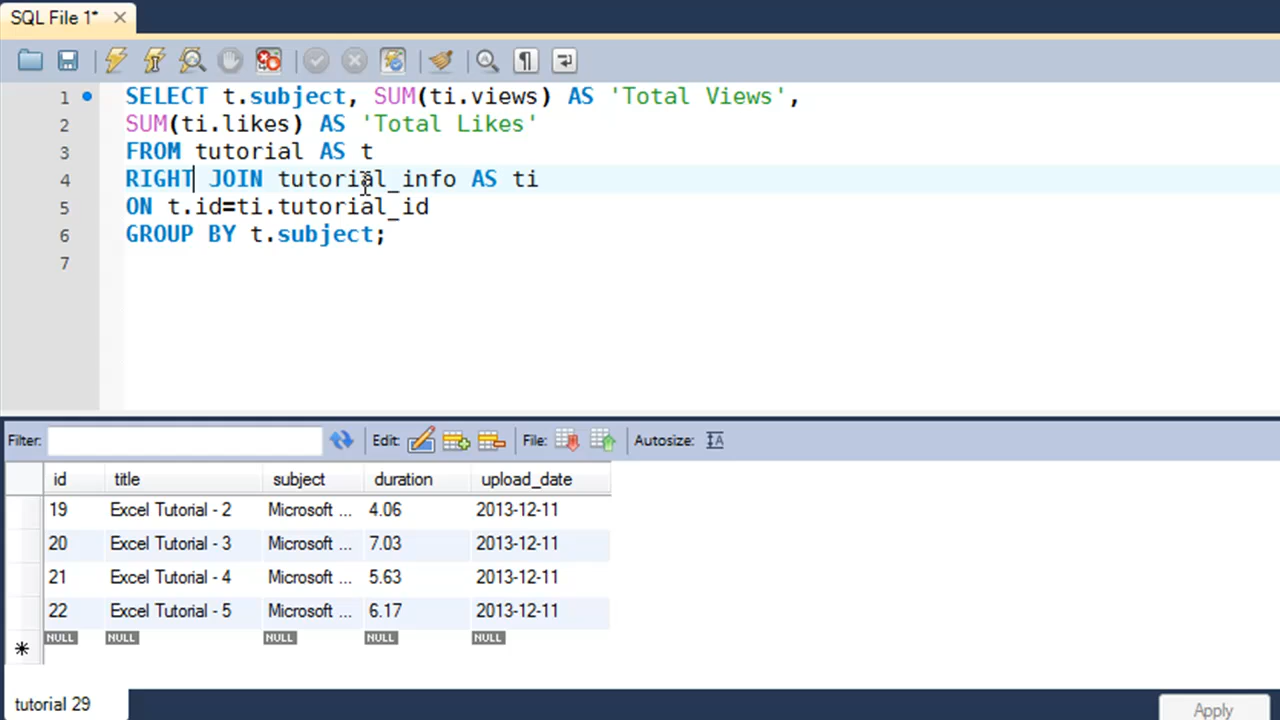 SQL File 1*
1 SELECT t.subject, SUM(ti.views) AS 'Total Views',
2 SUM(ti.likes) AS 'Total Likes'
3 FROM tutorial AS t
4 RIGHT JOIN tutorial_info AS ti
5 ON t.id=ti.tutorial_id
6 GROUP BY t.subject;
7
Filter: Edit: File: Autosize:
id title subject duration upload_date
19 Excel Tutorial - 2 Microsoft ... 4.06 2013-12-11
20 Excel Tutorial - 3 Microsoft ... 7.03 2013-12-11
21 Excel Tutorial - 4 Microsoft ... 5.63 2013-12-11
22 Excel Tutorial - 5 Microsoft ... 6.17 2013-12-11
NULL NULL NULL NULL NULL
tutorial 29 Apply